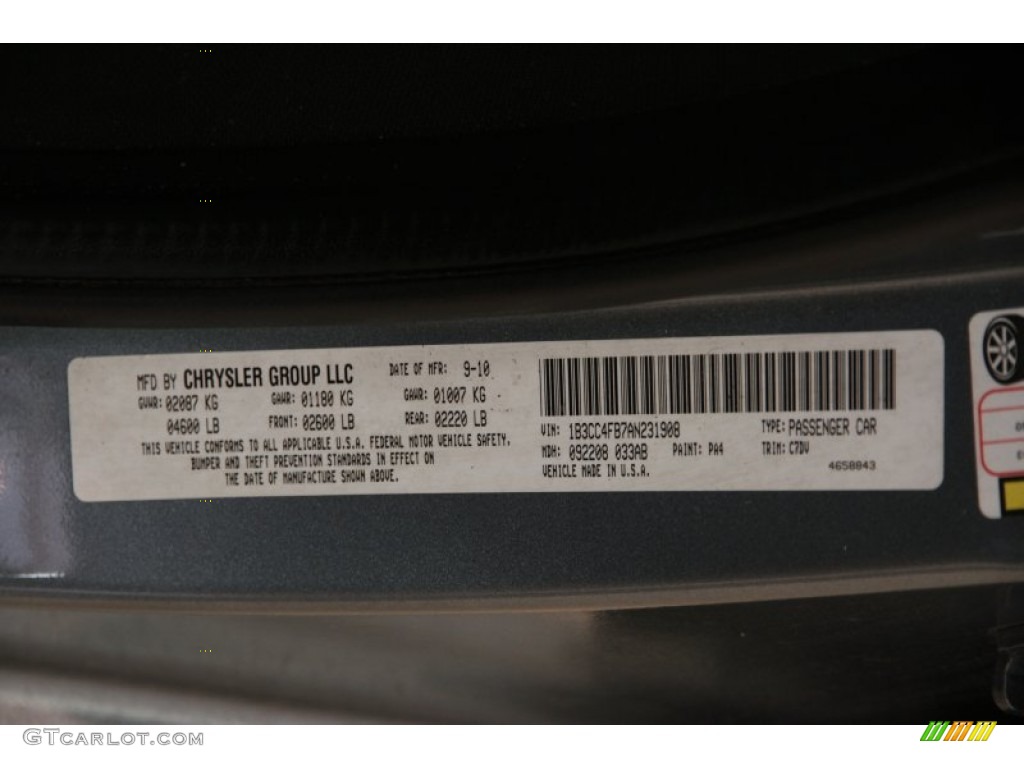 MFD BY CHRYSLER GROUP LLC DATE OF MFR: 9-10
GVWR: 02087 KG GAWR: 01180 KG GAWR: 01007 KG
04600 LB FRONT: 02600 LB REAR: 02220 LB
THIS VEHICLE CONFORMS TO ALL APPLICABLE U.S.A. FEDERAL MOTOR VEHICLE SAFETY,
BUMPER AND THEFT PREVENTION STANDARDS IN EFFECT ON
THE DATE OF MANUFACTURE SHOWN ABOVE.
VIN: 1B3CC4FB7AN231908 TYPE: PASSENGER CAR
MDH: 092208 033AB PAINT: PA4 TRIM: C7DV
VEHICLE MADE IN U.S.A. 4658843
GTCARLOT.COM